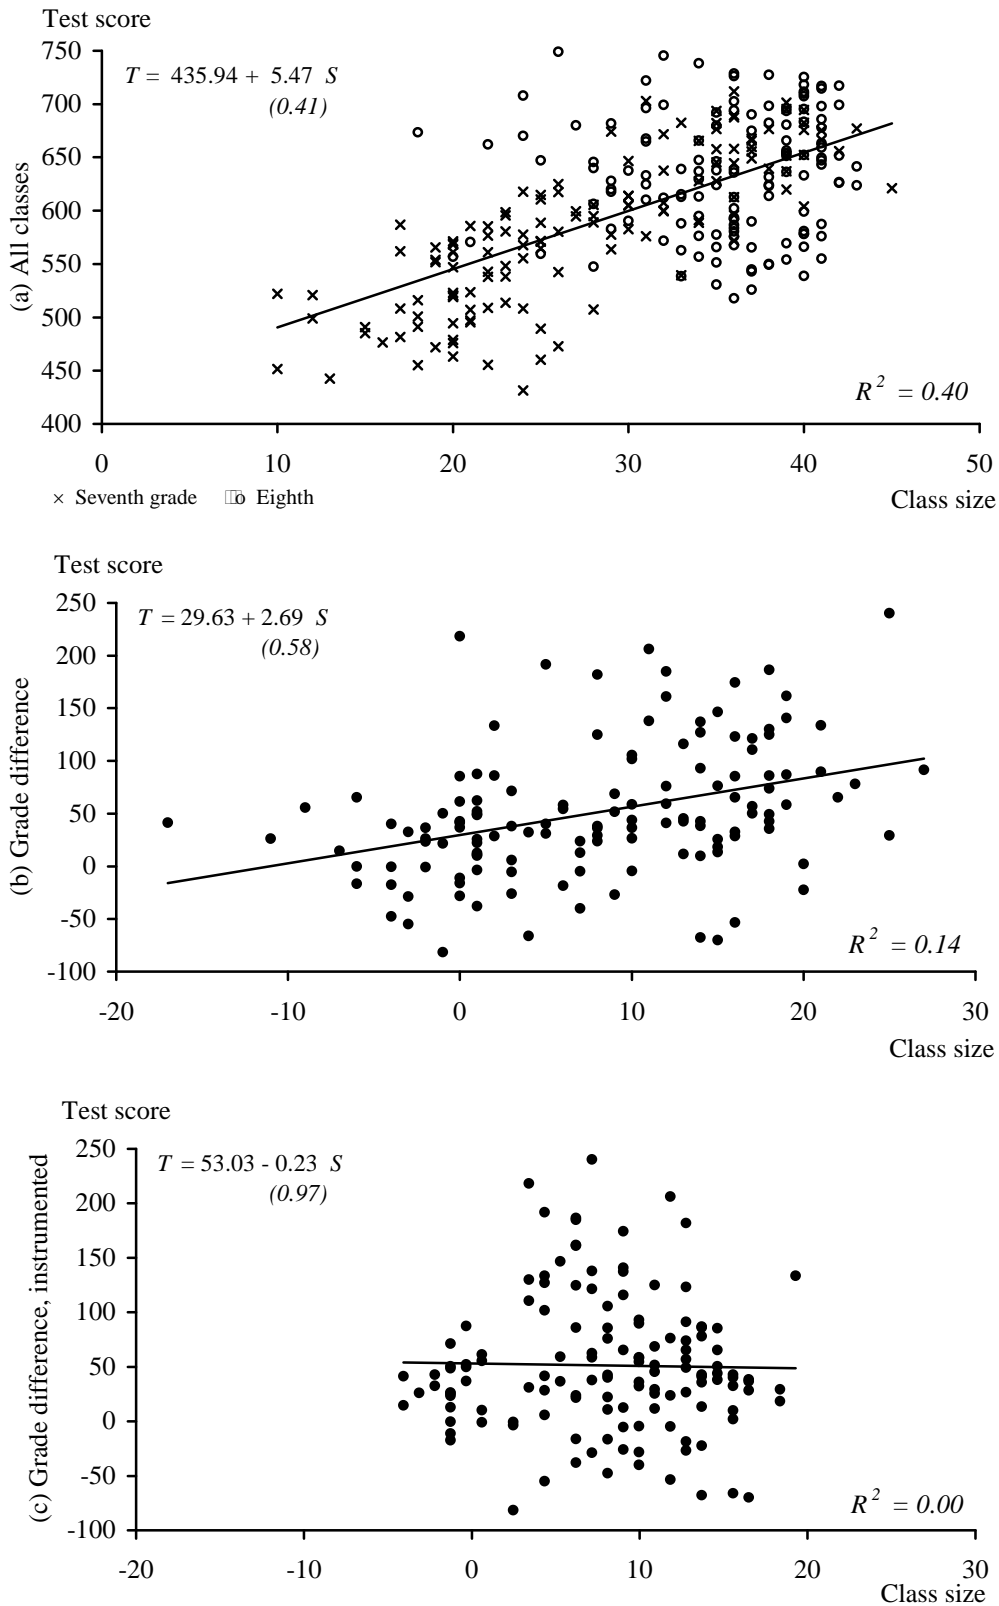 Test score
(a) All classes
750
700
650
600
550
500
450
400
T = 435.94 + 5.47 S
(0.41)
R² = 0.40
0 10 20 30 40 50
× Seventh grade o Eighth
Class size
Test score
(b) Grade difference
250
200
150
100
50
0
-50
-100
T = 29.63 + 2.69 S
(0.58)
R² = 0.14
-20 -10 0 10 20 30
Class size
Test score
(c) Grade difference, instrumented
250
200
150
100
50
0
-50
-100
T = 53.03 - 0.23 S
(0.97)
R² = 0.00
-20 -10 0 10 20 30
Class size